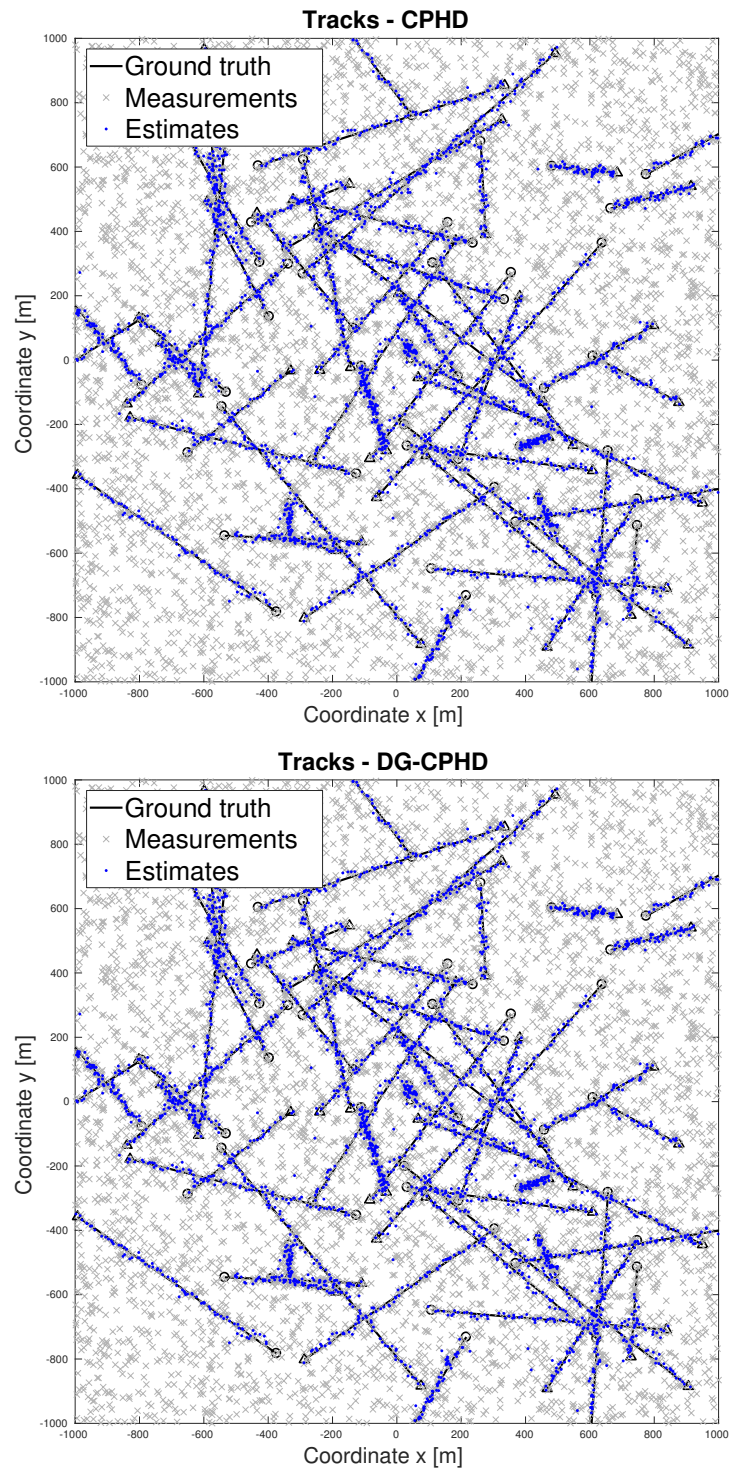 Tracks - CPHD
1000
800
600
400
200
0
-200
-400
-600
-800
-1000
Coordinate y [m]
Ground truth
Measurements
Estimates
-1000 -800 -600 -400 -200 0 200 400 600 800 1000
Coordinate x [m]
Tracks - DG-CPHD
1000
800
600
400
200
0
-200
-400
-600
-800
-1000
Coordinate y [m]
Ground truth
Measurements
Estimates
-1000 -800 -600 -400 -200 0 200 400 600 800 1000
Coordinate x [m]